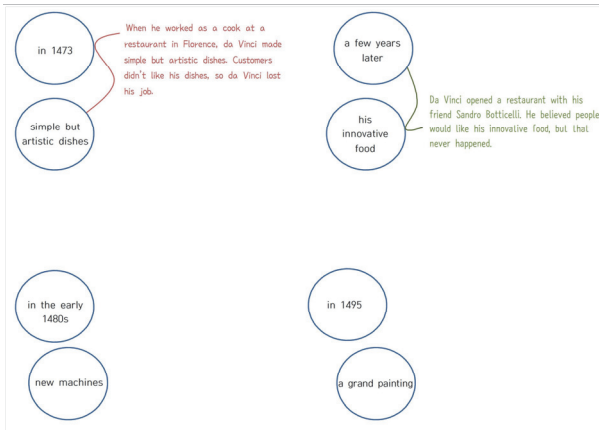 in 1473
simple but
artistic dishes
When he worked as a cook at a
restaurant in Florence, da Vinci made
simple but artistic dishes. Customers
didn't like his dishes, so da Vinci lost
his job.
a few years
later
his
innovative
food
Da Vinci opened a restaurant with his
friend Sandro Botticelli. He believed people
would like his innovative food, but that
never happened.
in the early
1480s
new machines
in 1495
a grand painting